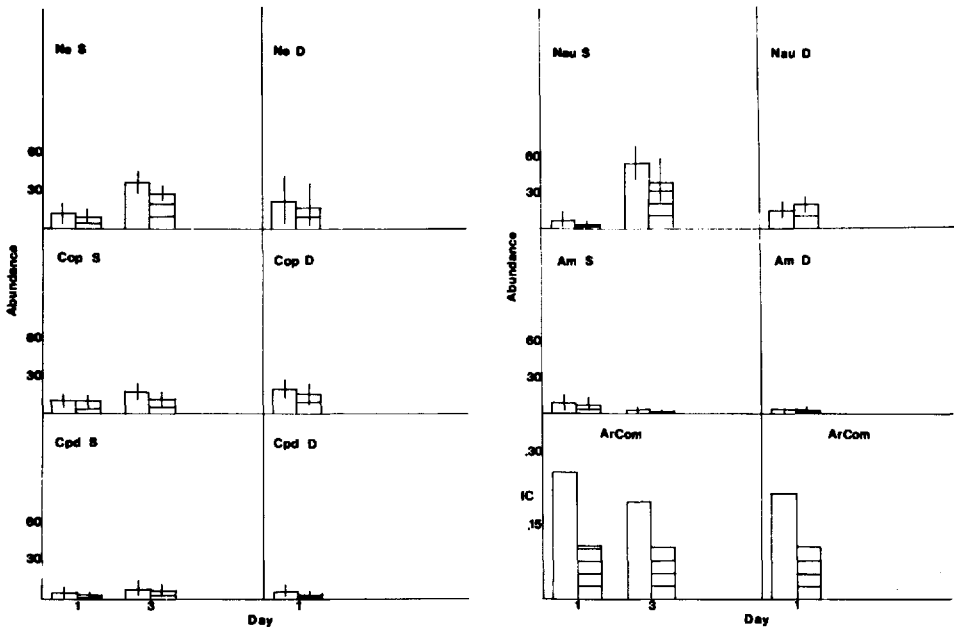 Ne S
Ne D
60
30
Cop S
Cop D
Abundance
60
30
Cpd S
Cpd D
60
30
1
3
1
Day
Nau S
Nau D
60
30
Am S
Am D
Abundance
60
30
ArCom
ArCom
.30
IC
.15
1
3
1
Day